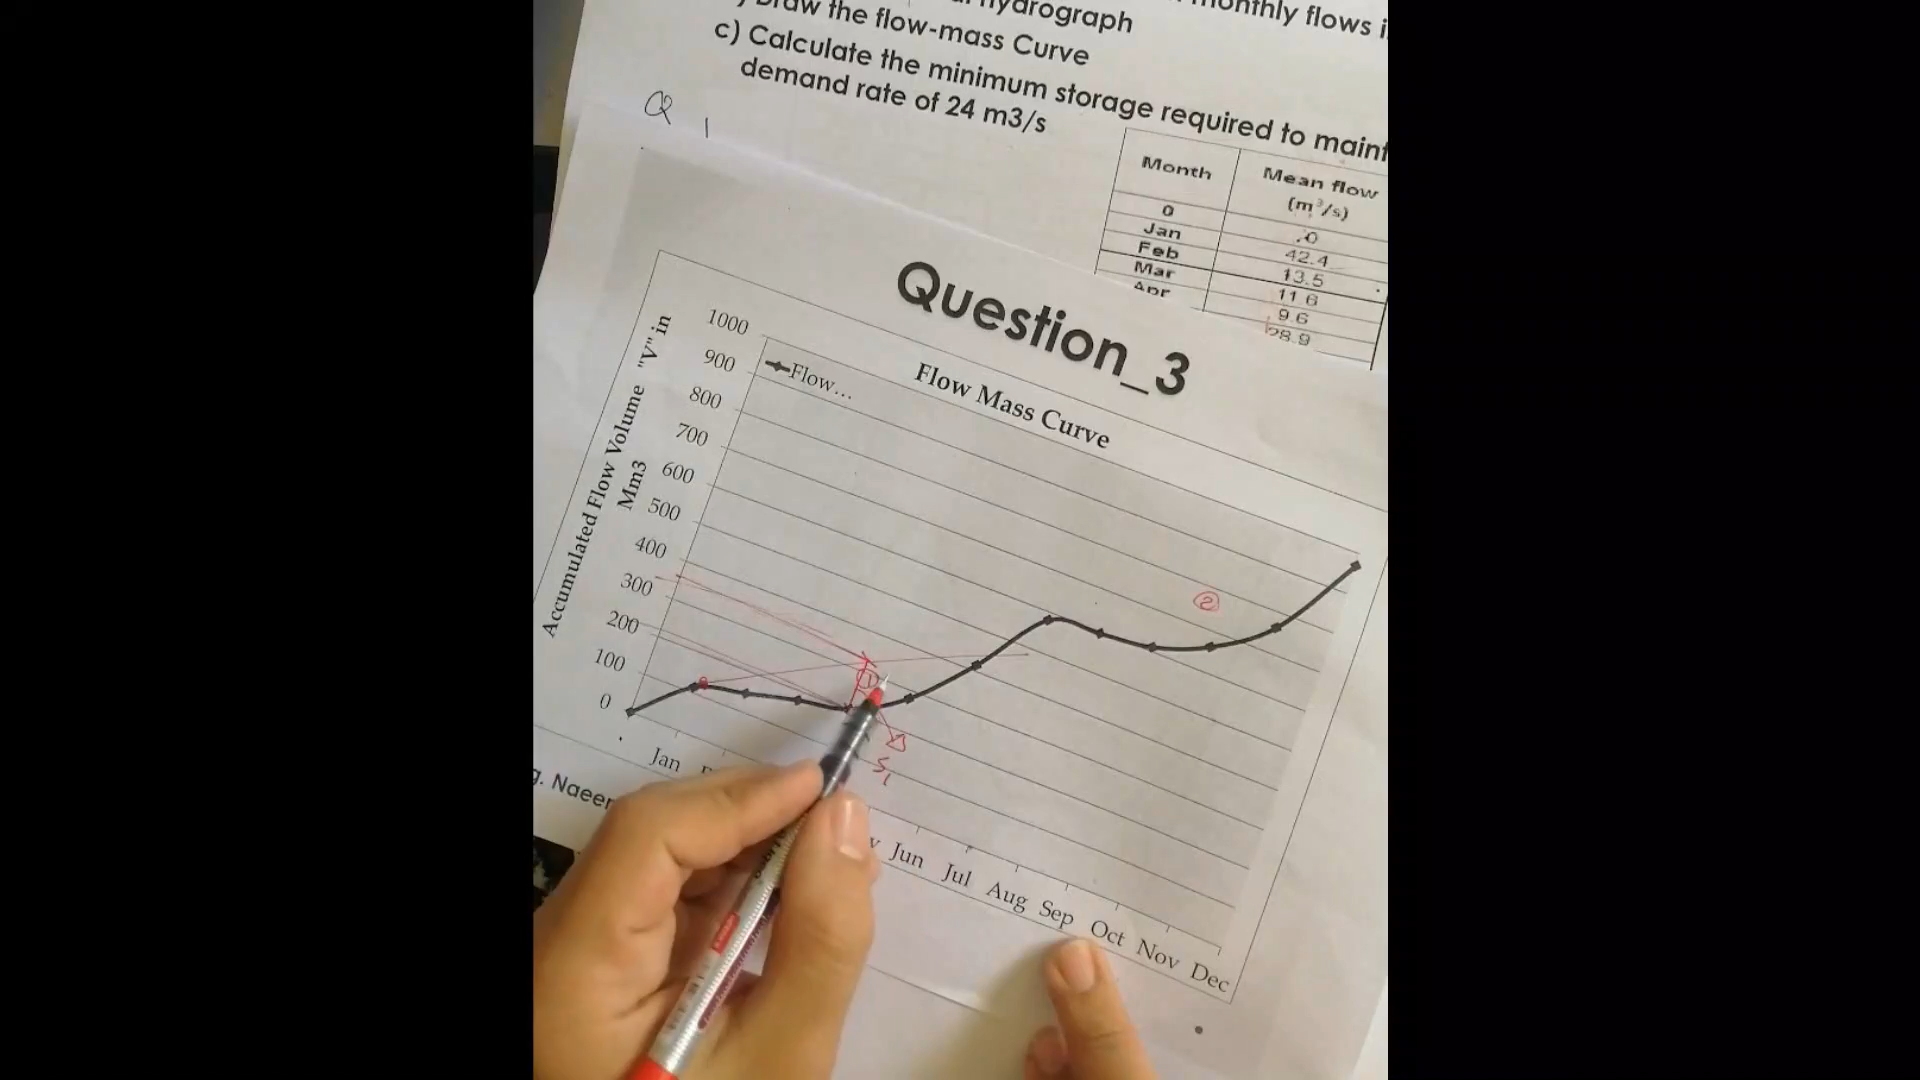 monthly flows i
hydrograph
Draw the flow-mass Curve
c) Calculate the minimum storage required to maint
demand rate of 24 m3/s
Q 1
Month Mean flow (m³/s)
0 .0
Jan 42.4
Feb 13.5
Mar 11.6
Apr 9.6
28.9
Question_3
Flow Mass Curve
Flow...
Accumulated Flow Volume "V" in
Mm3
1000
900
800
700
600
500
400
300
200
100
0
1
2
S1
Jan
Jun Jul Aug Sep Oct Nov Dec
g. Naeer